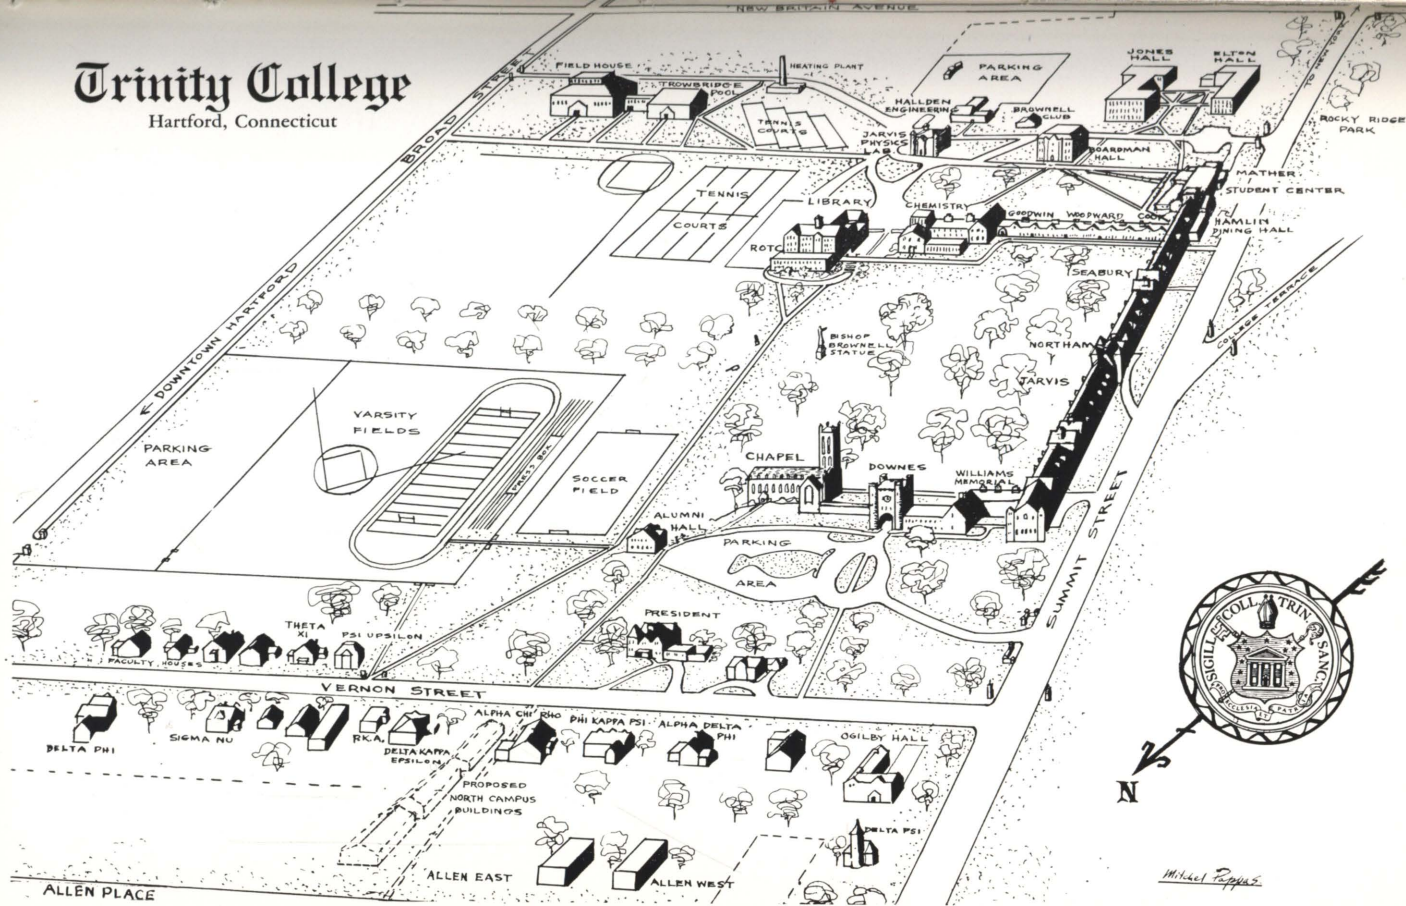 NEW BRITAIN AVENUE
Trinity College
Hartford, Connecticut
BROAD STREET
FIELD HOUSE
TROWBRIDGE
POOL
HEATING PLANT
TENNIS
COURTS
PARKING
AREA
HALLDEN
ENGINEERING
BROWNELL
CLUB
JONES
HALL
ELTON
HALL
TO NEW YORK
ROCKY RIDGE
PARK
JARVIS
PHYSICS
LAB
BOARDMAN
HALL
MATHER
STUDENT CENTER
TENNIS
COURTS
LIBRARY
ROTC
CHEMISTRY
GOODWIN WOODWARD COOK
HAMLIN
DINING HALL
SEABURY
COLLEGE TERRACE
BISHOP
BROWNELL
STATUE
NORTHAM
JARVIS
← DOWNTOWN HARTFORD
PARKING
AREA
VARSITY
FIELDS
PRESS BOX
SOCCER
FIELD
CHAPEL
DOWNES
WILLIAMS
MEMORIAL
ALUMNI
HALL
PARKING
AREA
SUMMIT STREET
PRESIDENT
THETA
XI
PSI UPSILON
FACULTY HOUSES
VERNON STREET
DELTA PHI
SIGMA NU
P.K.A.
DELTA KAPPA
EPSILON
ALPHA CHI RHO
PHI KAPPA PSI
ALPHA DELTA
PHI
OGILBY HALL
PROPOSED
NORTH CAMPUS
BUILDINGS
DELTA PSI
ALLEN EAST
ALLEN WEST
ALLEN PLACE
N
Mitchel Pappas